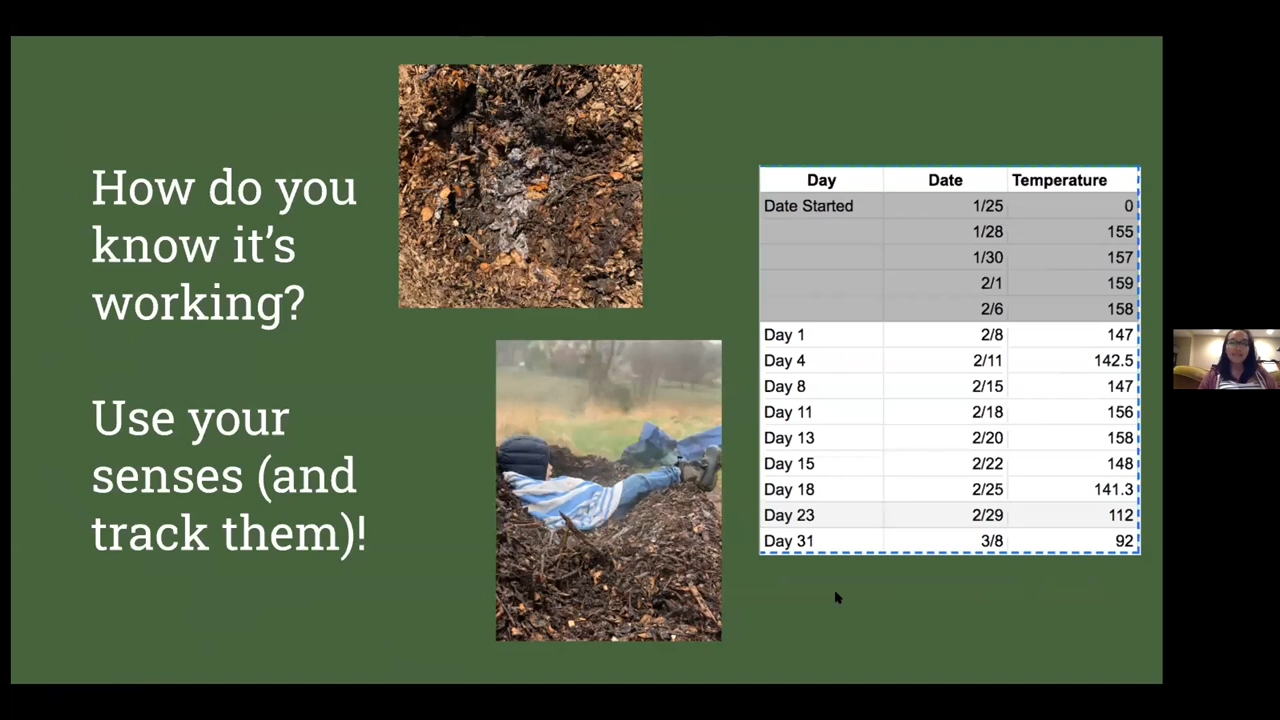 How do you
know it's
working?
Use your
senses (and
track them)!
Day Date Temperature
Date Started 1/25 0
1/28 155
1/30 157
2/1 159
2/6 158
Day 1 2/8 147
Day 4 2/11 142.5
Day 8 2/15 147
Day 11 2/18 156
Day 13 2/20 158
Day 15 2/22 148
Day 18 2/25 141.3
Day 23 2/29 112
Day 31 3/8 92